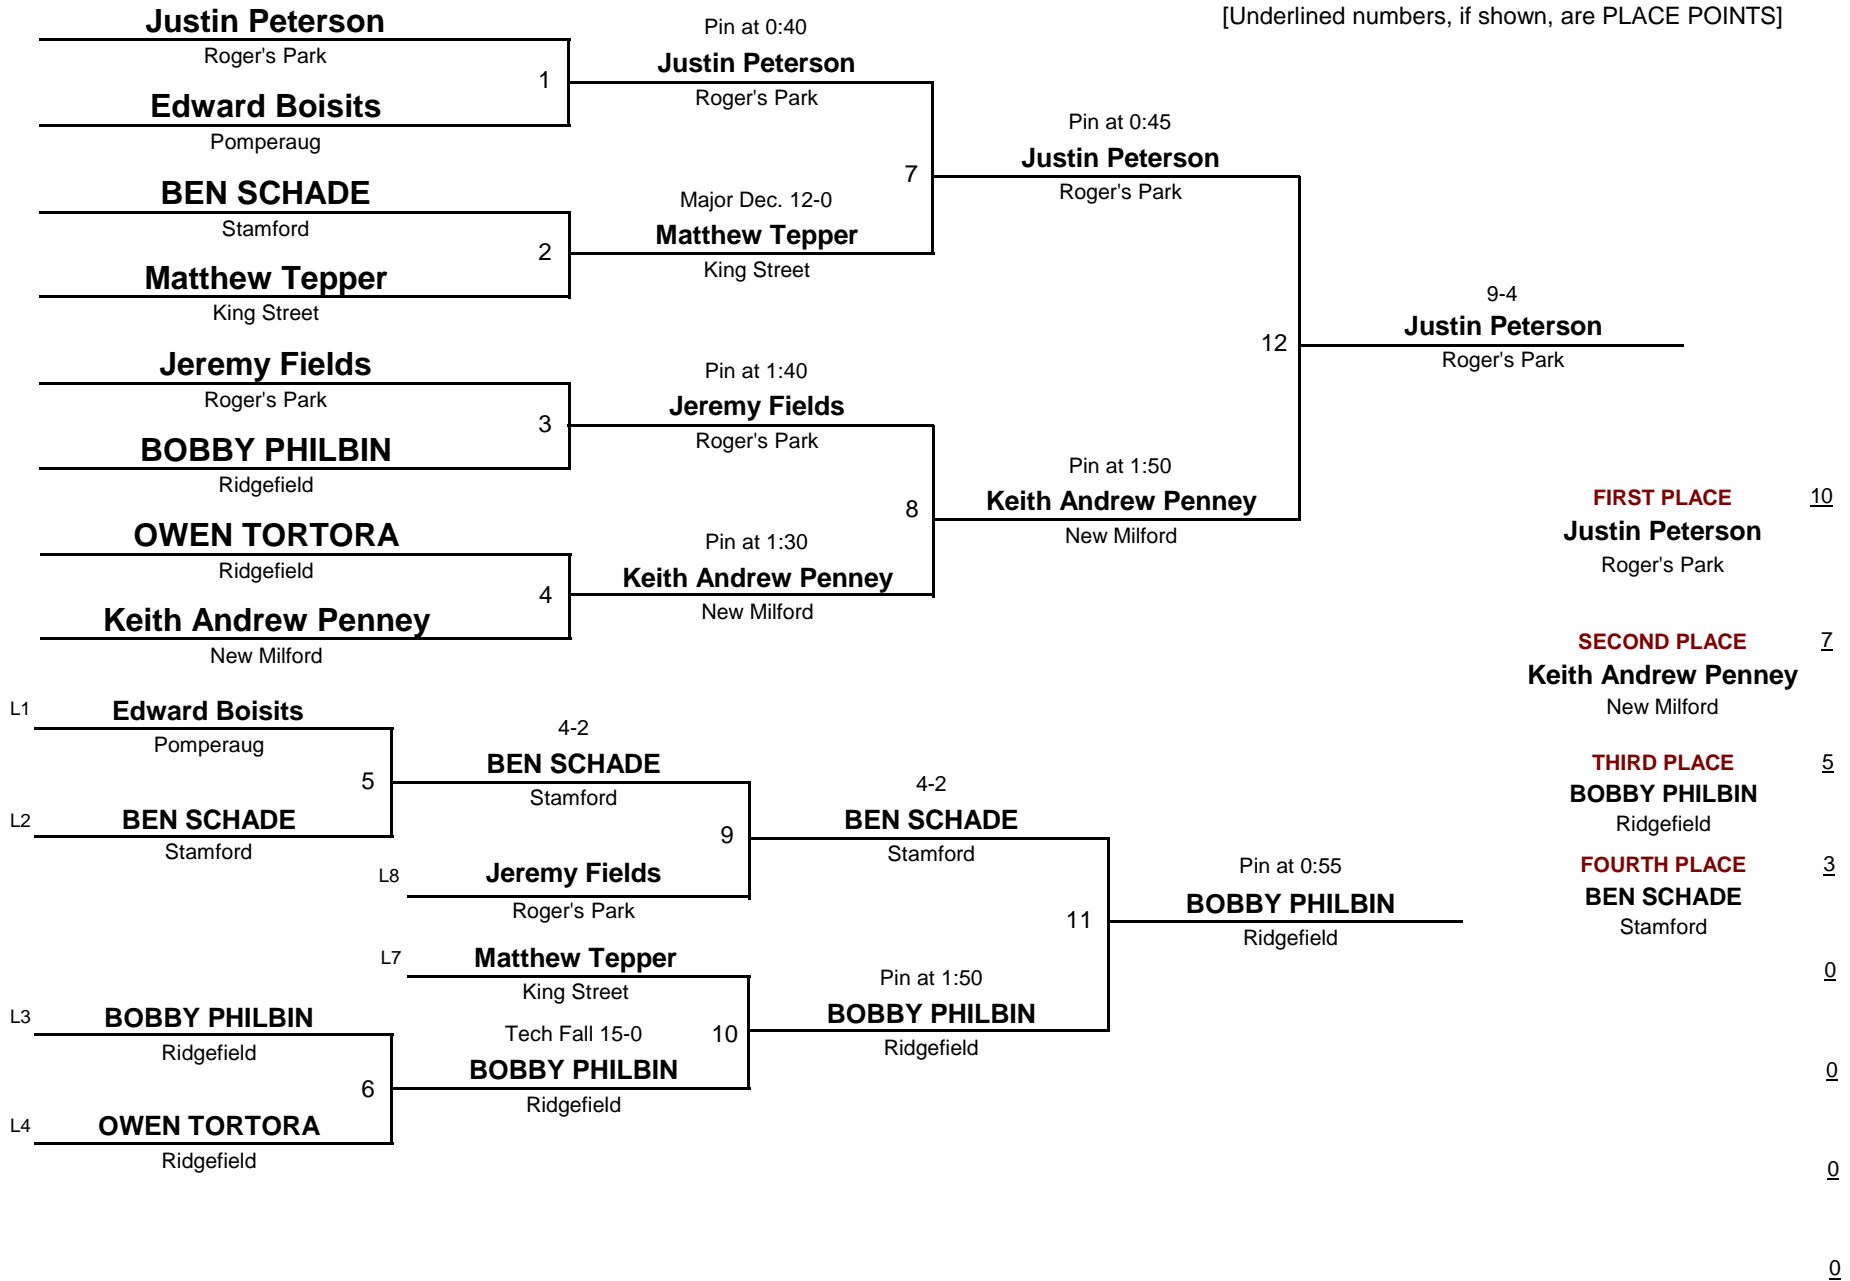 [Underlined numbers, if shown, are PLACE POINTS]
Justin Peterson
Roger's Park
1
Edward Boisits
Pomperaug
BEN SCHADE
Stamford
2
Matthew Tepper
King Street
Jeremy Fields
Roger's Park
3
BOBBY PHILBIN
Ridgefield
OWEN TORTORA
Ridgefield
4
Keith Andrew Penney
New Milford
Pin at 0:40
Justin Peterson
Roger's Park
7
Major Dec. 12-0
Matthew Tepper
King Street
Pin at 1:40
Jeremy Fields
Roger's Park
8
Pin at 1:30
Keith Andrew Penney
New Milford
Pin at 0:45
Justin Peterson
Roger's Park
12
Pin at 1:50
Keith Andrew Penney
New Milford
9-4
Justin Peterson
Roger's Park
L1
Edward Boisits
Pomperaug
5
L2
BEN SCHADE
Stamford
L3
BOBBY PHILBIN
Ridgefield
6
L4
OWEN TORTORA
Ridgefield
4-2
BEN SCHADE
Stamford
9
L8
Jeremy Fields
Roger's Park
L7
Matthew Tepper
King Street
10
Tech Fall 15-0
BOBBY PHILBIN
Ridgefield
4-2
BEN SCHADE
Stamford
11
Pin at 1:50
BOBBY PHILBIN
Ridgefield
Pin at 0:55
BOBBY PHILBIN
Ridgefield
FIRST PLACE 10
Justin Peterson
Roger's Park
SECOND PLACE 7
Keith Andrew Penney
New Milford
THIRD PLACE 5
BOBBY PHILBIN
Ridgefield
FOURTH PLACE 3
BEN SCHADE
Stamford
0
0
0
0